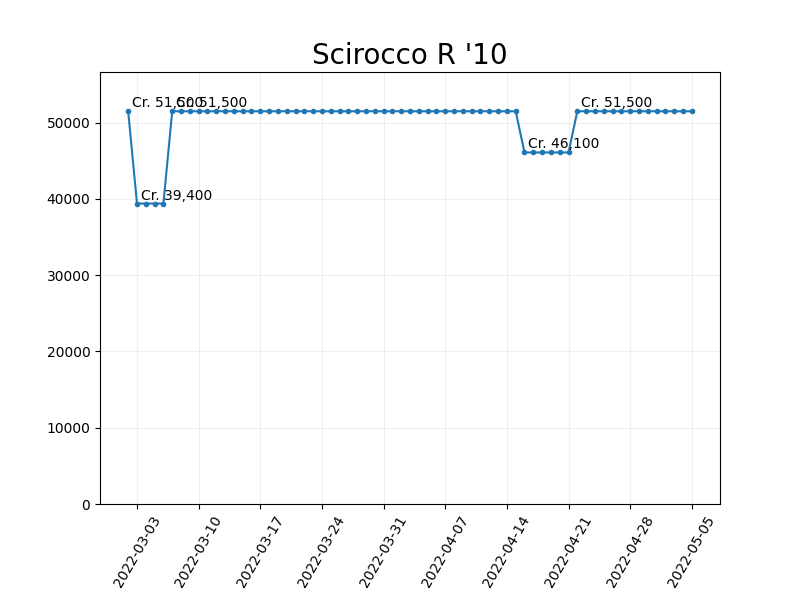 Scirocco R '10
Cr. 51,500
Cr. 51,500
Cr. 51,500
Cr. 46,100
Cr. 39,400
50000
40000
30000
20000
10000
0
2022-03-03
2022-03-10
2022-03-17
2022-03-24
2022-03-31
2022-04-07
2022-04-14
2022-04-21
2022-04-28
2022-05-05